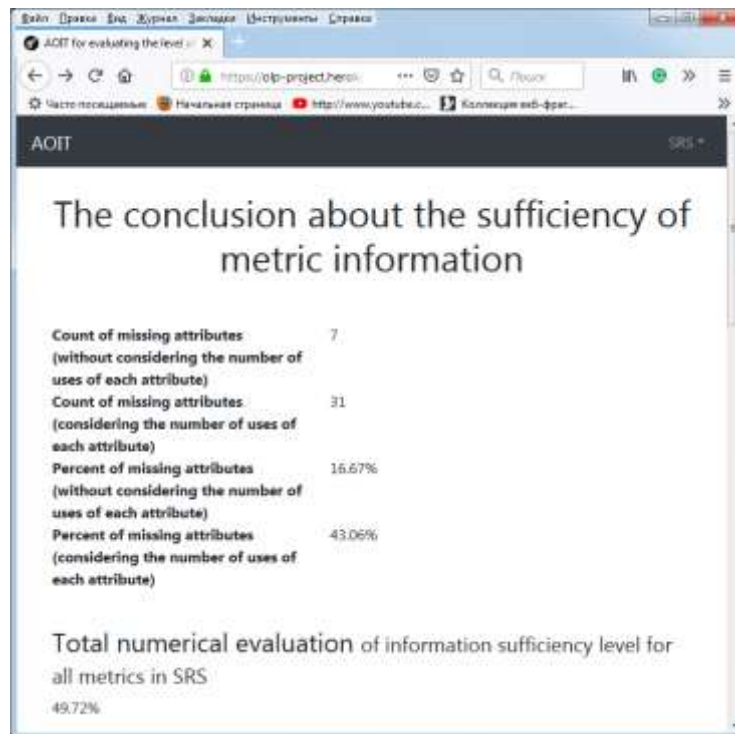 Файл Правка Вид Журнал Закладки Инструменты Справка
AOIT for evaluating the level
https://olp-project.herok
Поиск
Часто посещаемые Начальная страница http://www.youtube.c... Коллекция веб-фраг...
AOIT SRS
The conclusion about the sufficiency of
metric information
Count of missing attributes 7
(without considering the number of
uses of each attribute)
Count of missing attributes 31
(considering the number of uses of
each attribute)
Percent of missing attributes 16.67%
(without considering the number of
uses of each attribute)
Percent of missing attributes 43.06%
(considering the number of uses of
each attribute)
Total numerical evaluation of information sufficiency level for
all metrics in SRS
49.72%